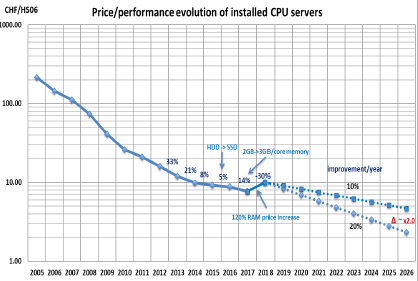 CHF/HS06
Price/performance evolution of installed CPU servers
1000.00
100.00
10.00
1.00
33%
21%
8%
HDD -> SSD
5%
14%
2GB->3GB/core memory
-30%
120% RAM price increase
improvement/year
10%
20%
Δ ~ x2.0
2005 2006 2007 2008 2009 2010 2011 2012 2013 2014 2015 2016 2017 2018 2019 2020 2021 2022 2023 2024 2025 2026